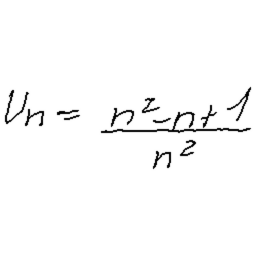 Un = (n² - n + 1) / n²